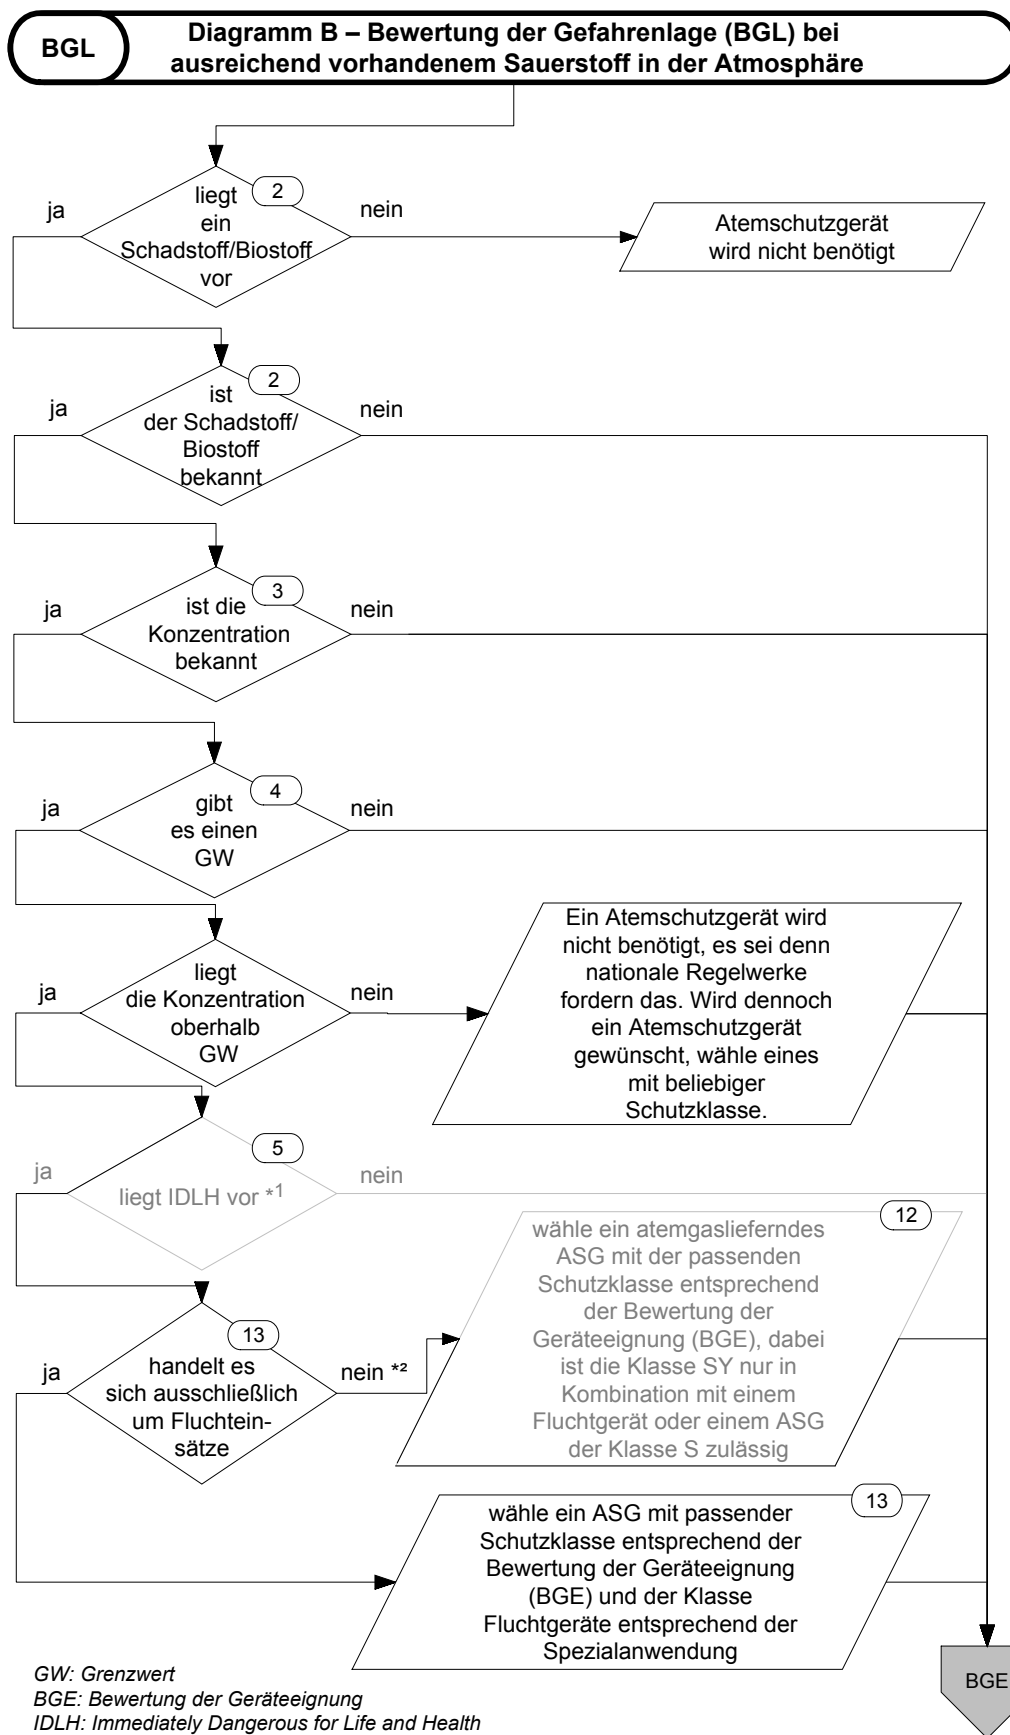 BGL
Diagramm B – Bewertung der Gefahrenlage (BGL) bei
ausreichend vorhandenem Sauerstoff in der Atmosphäre
2
ja
liegt
ein
Schadstoff/Biostoff
vor
nein
Atemschutzgerät
wird nicht benötigt
2
ja
ist
der Schadstoff/
Biostoff
bekannt
nein
3
ja
ist die
Konzentration
bekannt
nein
4
ja
gibt
es einen
GW
nein
ja
liegt
die Konzentration
oberhalb
GW
nein
Ein Atemschutzgerät wird
nicht benötigt, es sei denn
nationale Regelwerke
fordern das. Wird dennoch
ein Atemschutzgerät
gewünscht, wähle eines
mit beliebiger
Schutzklasse.
5
ja
liegt IDLH vor *1
nein
12
wähle ein atemgaslieferndes
ASG mit der passenden
Schutzklasse entsprechend
der Bewertung der
Geräteeignung (BGE), dabei
ist die Klasse SY nur in
Kombination mit einem
Fluchtgerät oder einem ASG
der Klasse S zulässig
13
ja
handelt es
sich ausschließlich
um Fluchtein-
sätze
nein *²
13
wähle ein ASG mit passender
Schutzklasse entsprechend der
Bewertung der Geräteeignung
(BGE) und der Klasse
Fluchtgeräte entsprechend der
Spezialanwendung
BGE
GW: Grenzwert
BGE: Bewertung der Geräteeignung
IDLH: Immediately Dangerous for Life and Health